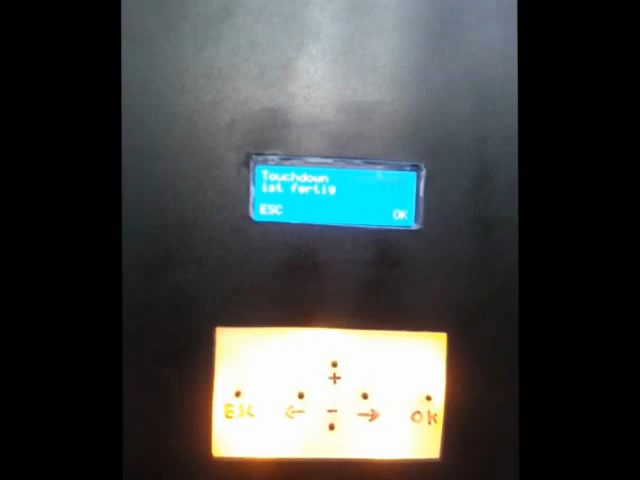 Touchdown
ist fertig
ESC OK
+
ESC ← - → OK